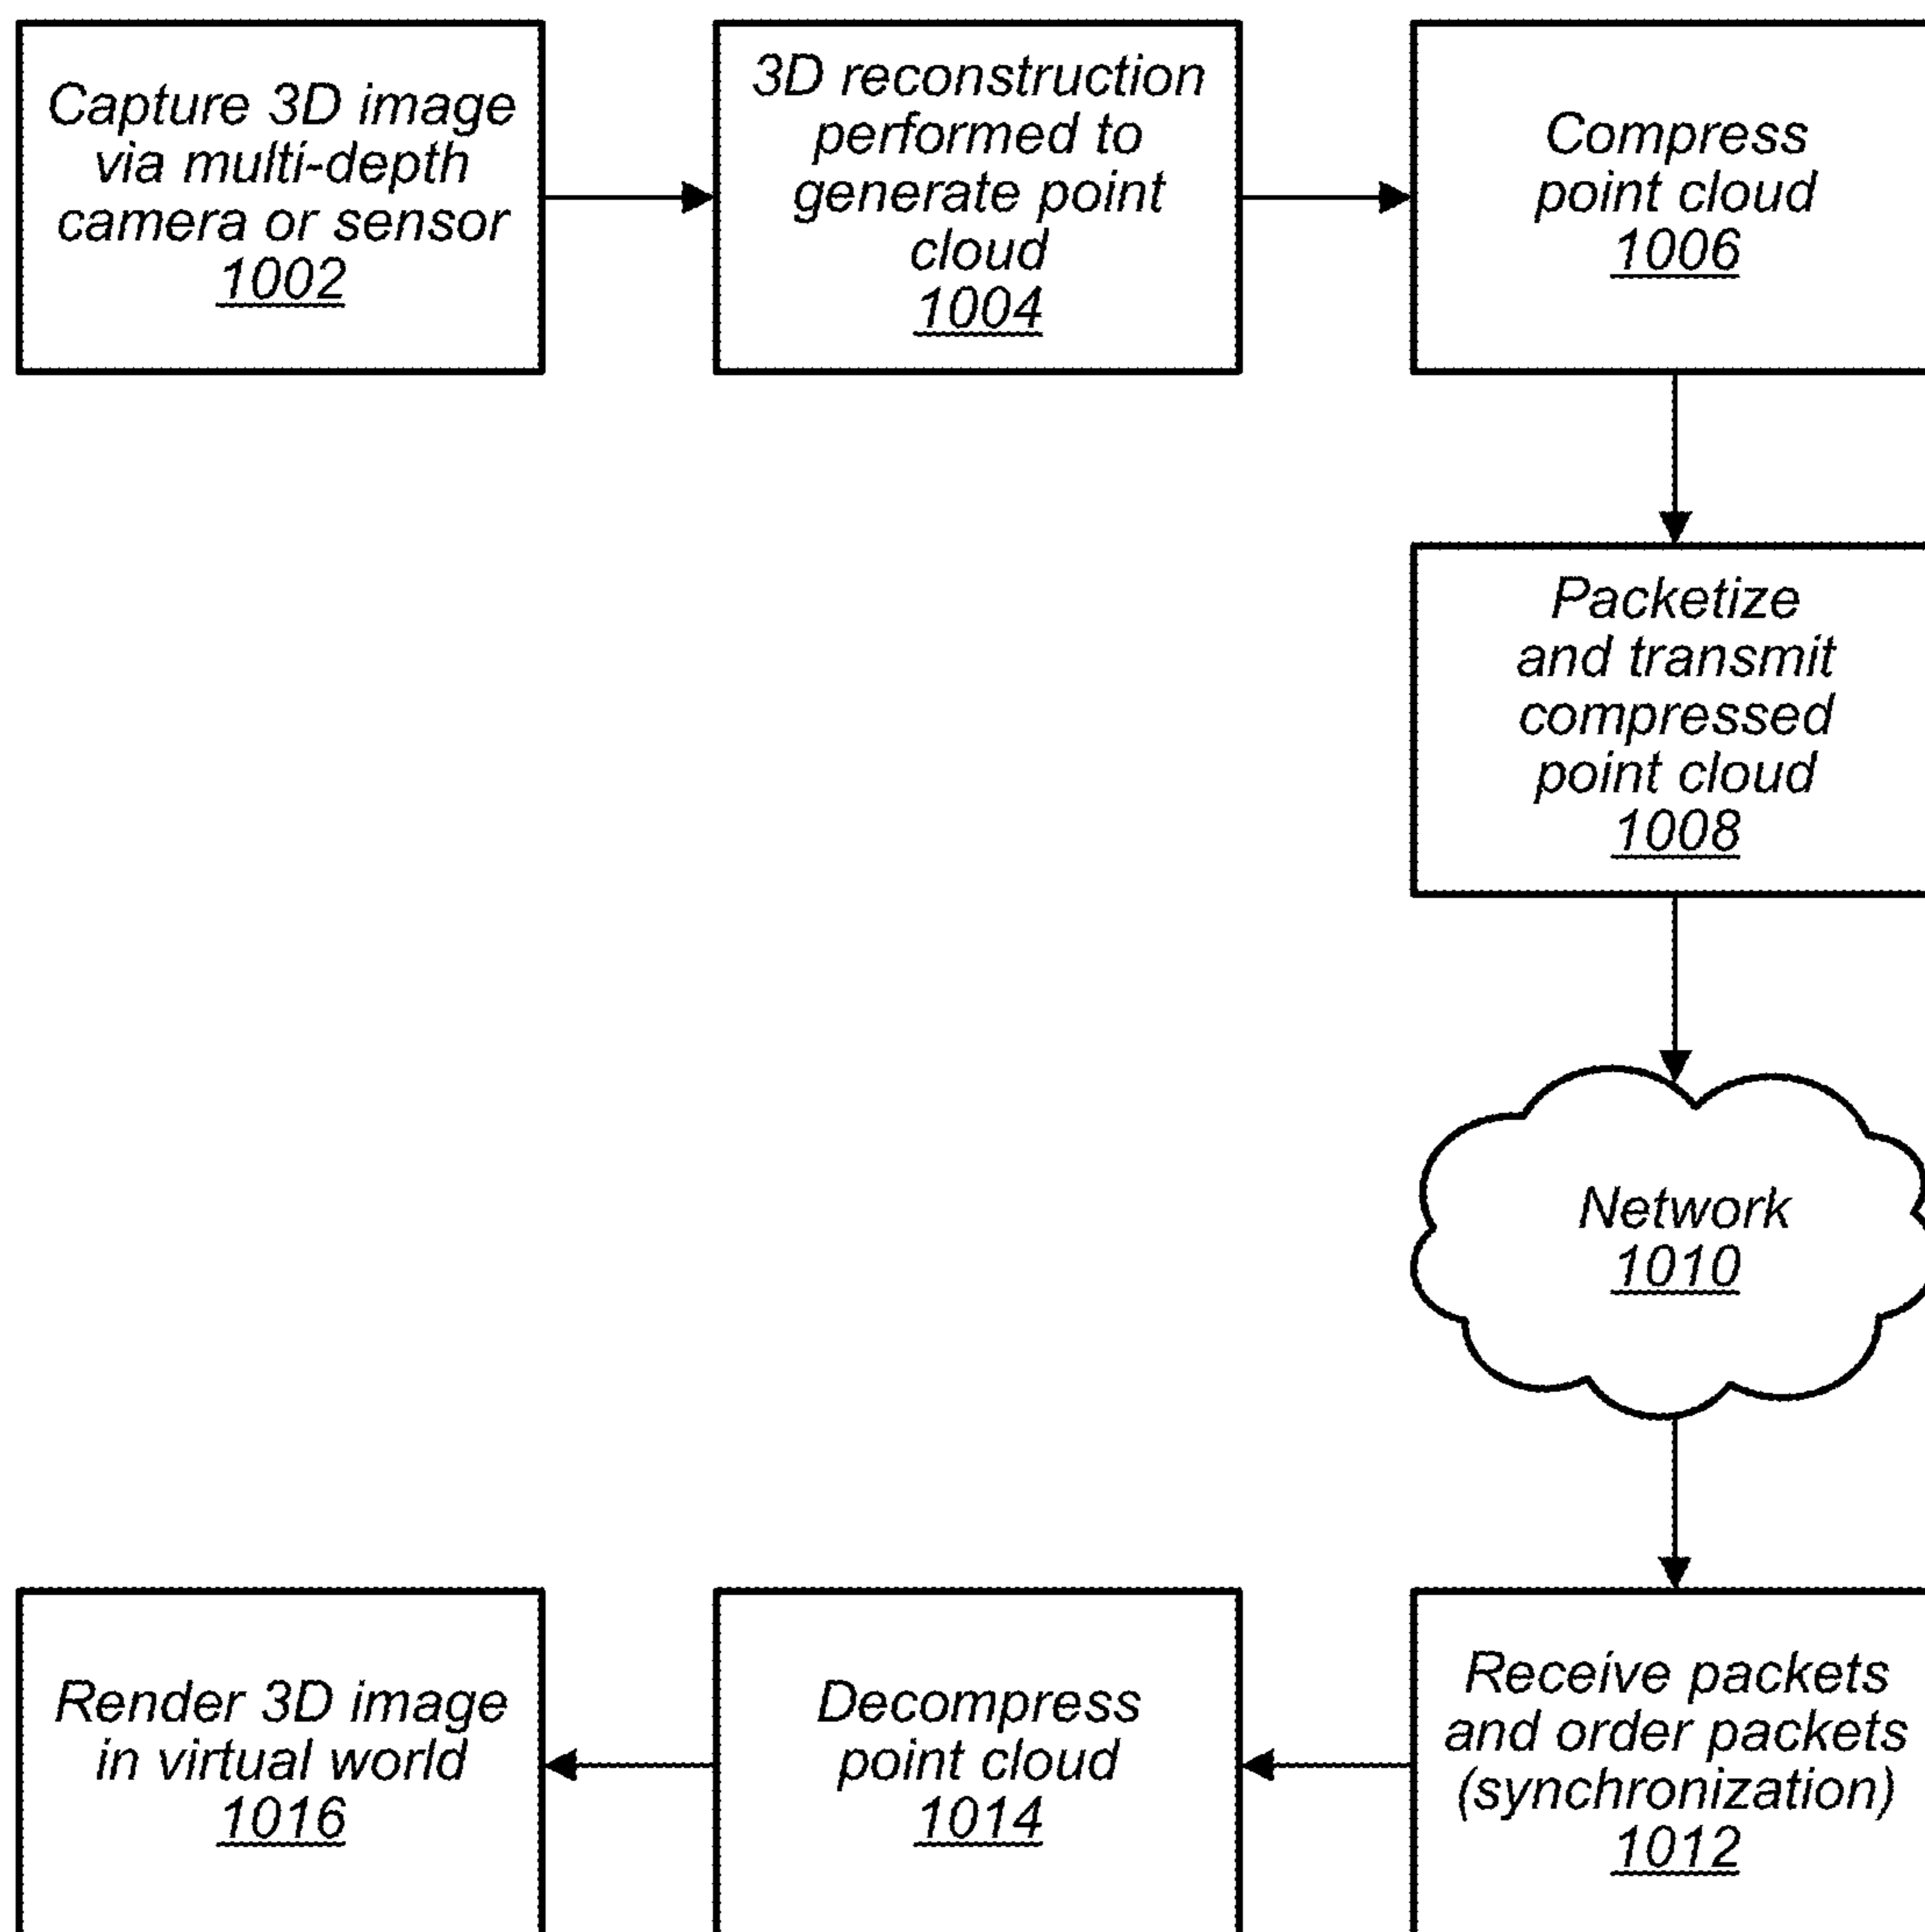 Capture 3D image
via multi-depth
camera or sensor
1002
3D reconstruction
performed to
generate point
cloud
1004
Compress
point cloud
1006
Packetize
and transmit
compressed
point cloud
1008
Network
1010
Receive packets
and order packets
(synchronization)
1012
Decompress
point cloud
1014
Render 3D image
in virtual world
1016